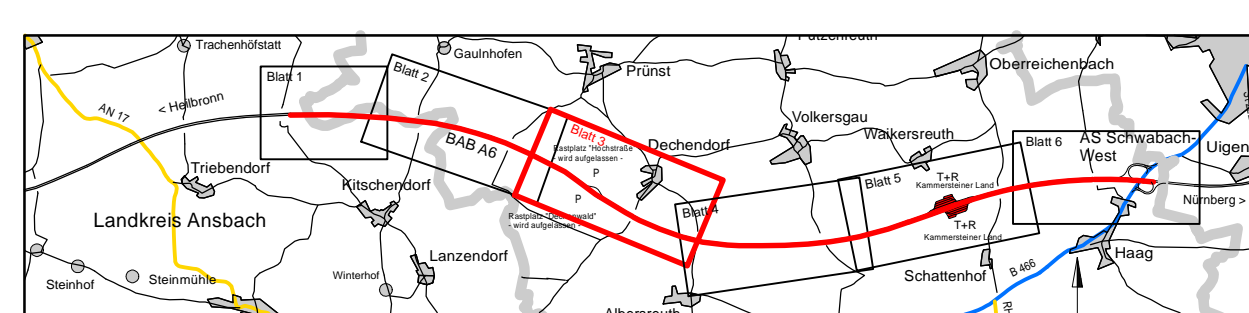 Trachenhöfstatt
Gaulnhofen
Prünst
Oberreichenbach
Blatt 1
Blatt 2
AN 17
< Heilbronn
Volkersgau
Waikersreuth
Blatt 3
Rastplatz "Hochstraße"
- wird aufgelassen -
P
P
Dechendorf
BAB A6
Blatt 6
AS Schwabach-
West
Uigen
Triebendorf
Kitschendorf
Blatt 5
T+R
Kammersteiner Land
T+R
Kammersteiner Land
Nürnberg >
Landkreis Ansbach
- wird aufgelassen -
Blatt 4
Lanzendorf
Haag
Schattenhof
B 466
Steinhof
Steinmühle
Winterhof